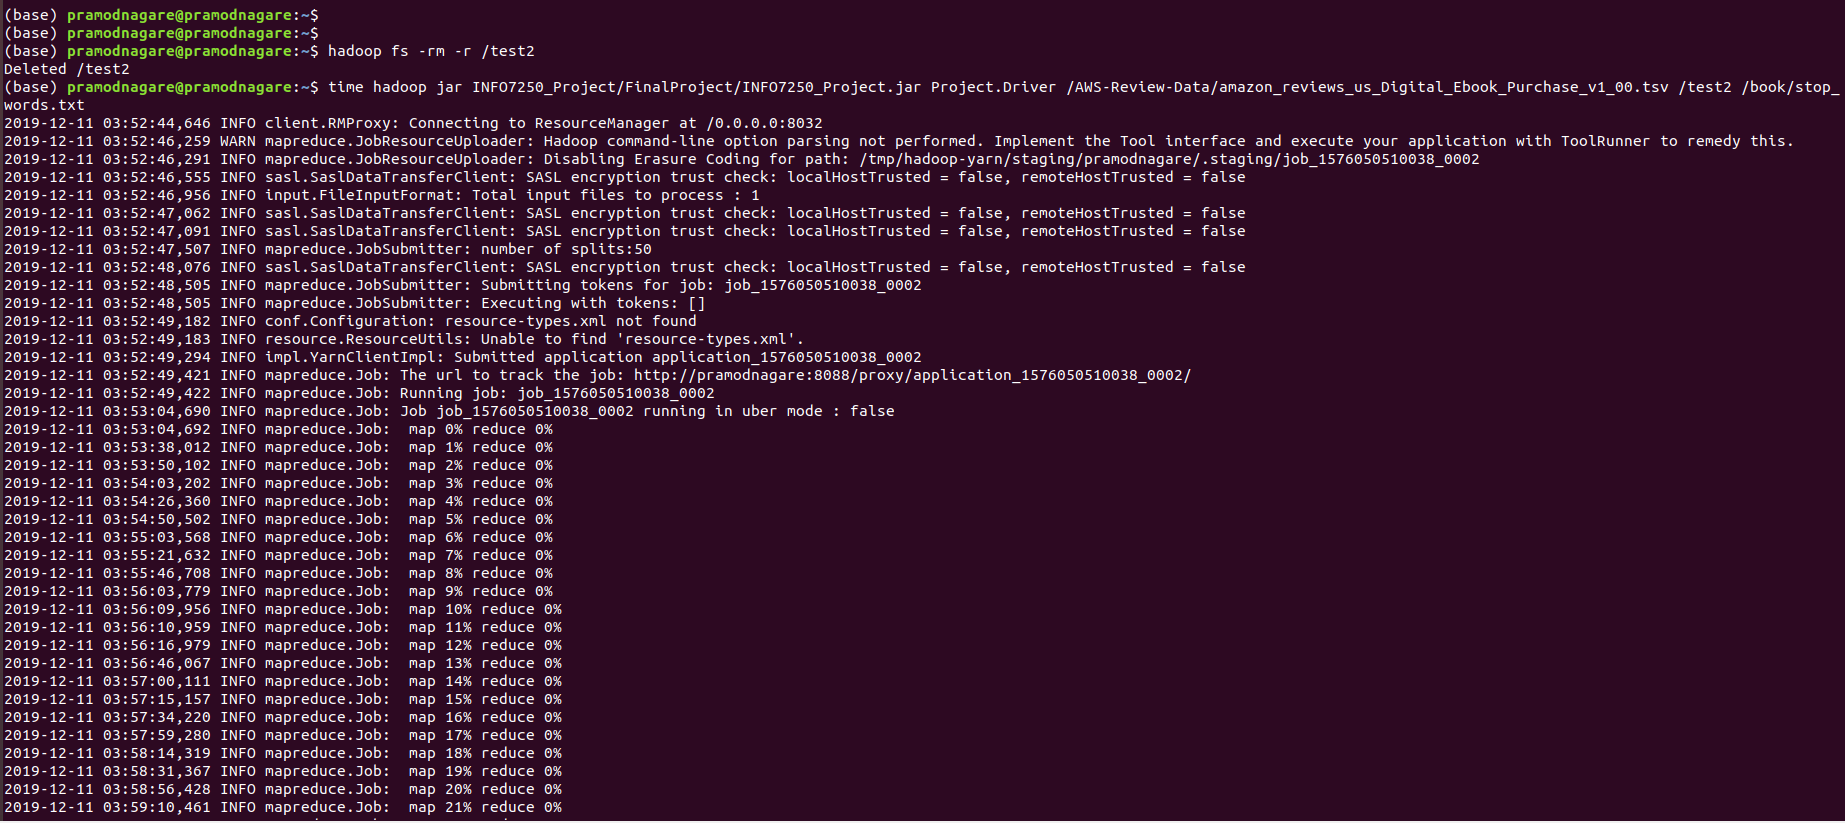 (base) pramodnagare@pramodnagare:~$
(base) pramodnagare@pramodnagare:~$
(base) pramodnagare@pramodnagare:~$ hadoop fs -rm -r /test2
Deleted /test2
(base) pramodnagare@pramodnagare:~$ time hadoop jar INFO7250_Project/FinalProject/INFO7250_Project.jar Project.Driver /AWS-Review-Data/amazon_reviews_us_Digital_Ebook_Purchase_v1_00.tsv /test2 /book/stop_
words.txt
2019-12-11 03:52:44,646 INFO client.RMProxy: Connecting to ResourceManager at /0.0.0.0:8032
2019-12-11 03:52:46,259 WARN mapreduce.JobResourceUploader: Hadoop command-line option parsing not performed. Implement the Tool interface and execute your application with ToolRunner to remedy this.
2019-12-11 03:52:46,291 INFO mapreduce.JobResourceUploader: Disabling Erasure Coding for path: /tmp/hadoop-yarn/staging/pramodnagare/.staging/job_1576050510038_0002
2019-12-11 03:52:46,555 INFO sasl.SaslDataTransferClient: SASL encryption trust check: localHostTrusted = false, remoteHostTrusted = false
2019-12-11 03:52:46,956 INFO input.FileInputFormat: Total input files to process : 1
2019-12-11 03:52:47,062 INFO sasl.SaslDataTransferClient: SASL encryption trust check: localHostTrusted = false, remoteHostTrusted = false
2019-12-11 03:52:47,091 INFO sasl.SaslDataTransferClient: SASL encryption trust check: localHostTrusted = false, remoteHostTrusted = false
2019-12-11 03:52:47,507 INFO mapreduce.JobSubmitter: number of splits:50
2019-12-11 03:52:48,076 INFO sasl.SaslDataTransferClient: SASL encryption trust check: localHostTrusted = false, remoteHostTrusted = false
2019-12-11 03:52:48,505 INFO mapreduce.JobSubmitter: Submitting tokens for job: job_1576050510038_0002
2019-12-11 03:52:48,505 INFO mapreduce.JobSubmitter: Executing with tokens: []
2019-12-11 03:52:49,182 INFO conf.Configuration: resource-types.xml not found
2019-12-11 03:52:49,183 INFO resource.ResourceUtils: Unable to find 'resource-types.xml'.
2019-12-11 03:52:49,294 INFO impl.YarnClientImpl: Submitted application application_1576050510038_0002
2019-12-11 03:52:49,421 INFO mapreduce.Job: The url to track the job: http://pramodnagare:8088/proxy/application_1576050510038_0002/
2019-12-11 03:52:49,422 INFO mapreduce.Job: Running job: job_1576050510038_0002
2019-12-11 03:53:04,690 INFO mapreduce.Job: Job job_1576050510038_0002 running in uber mode : false
2019-12-11 03:53:04,692 INFO mapreduce.Job:  map 0% reduce 0%
2019-12-11 03:53:38,012 INFO mapreduce.Job:  map 1% reduce 0%
2019-12-11 03:53:50,102 INFO mapreduce.Job:  map 2% reduce 0%
2019-12-11 03:54:03,202 INFO mapreduce.Job:  map 3% reduce 0%
2019-12-11 03:54:26,360 INFO mapreduce.Job:  map 4% reduce 0%
2019-12-11 03:54:50,502 INFO mapreduce.Job:  map 5% reduce 0%
2019-12-11 03:55:03,568 INFO mapreduce.Job:  map 6% reduce 0%
2019-12-11 03:55:21,632 INFO mapreduce.Job:  map 7% reduce 0%
2019-12-11 03:55:46,708 INFO mapreduce.Job:  map 8% reduce 0%
2019-12-11 03:56:03,779 INFO mapreduce.Job:  map 9% reduce 0%
2019-12-11 03:56:09,956 INFO mapreduce.Job:  map 10% reduce 0%
2019-12-11 03:56:10,959 INFO mapreduce.Job:  map 11% reduce 0%
2019-12-11 03:56:16,979 INFO mapreduce.Job:  map 12% reduce 0%
2019-12-11 03:56:46,067 INFO mapreduce.Job:  map 13% reduce 0%
2019-12-11 03:57:00,111 INFO mapreduce.Job:  map 14% reduce 0%
2019-12-11 03:57:15,157 INFO mapreduce.Job:  map 15% reduce 0%
2019-12-11 03:57:34,220 INFO mapreduce.Job:  map 16% reduce 0%
2019-12-11 03:57:59,280 INFO mapreduce.Job:  map 17% reduce 0%
2019-12-11 03:58:14,319 INFO mapreduce.Job:  map 18% reduce 0%
2019-12-11 03:58:31,367 INFO mapreduce.Job:  map 19% reduce 0%
2019-12-11 03:58:56,428 INFO mapreduce.Job:  map 20% reduce 0%
2019-12-11 03:59:10,461 INFO mapreduce.Job:  map 21% reduce 0%